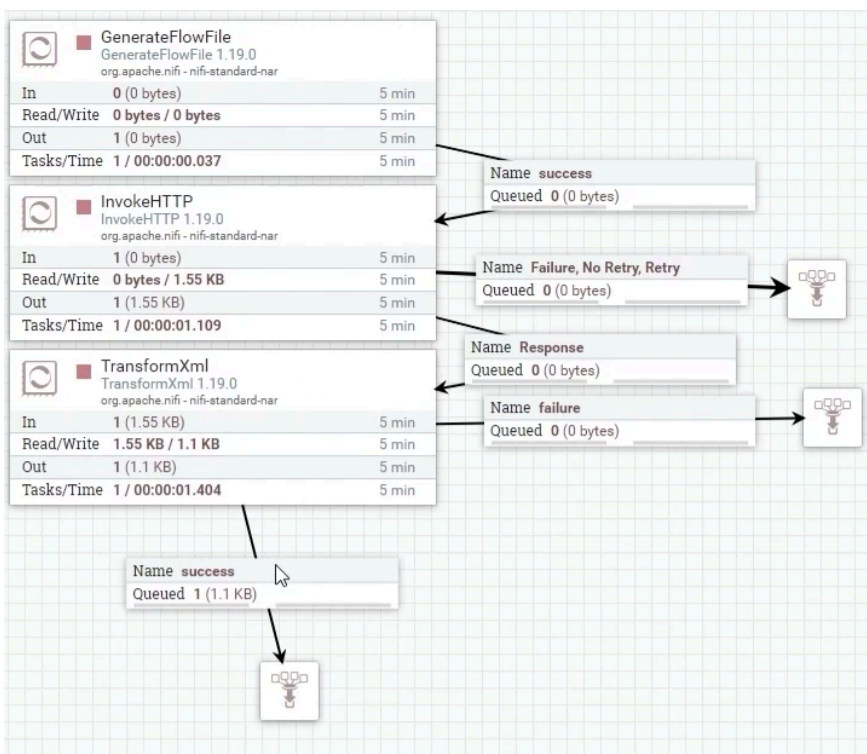 GenerateFlowFile
GenerateFlowFile 1.19.0
org.apache.nifi - nifi-standard-nar
In 0 (0 bytes) 5 min
Read/Write 0 bytes / 0 bytes 5 min
Out 1 (0 bytes) 5 min
Tasks/Time 1 / 00:00:00.037 5 min
Name success
Queued 0 (0 bytes)
InvokeHTTP
InvokeHTTP 1.19.0
org.apache.nifi - nifi-standard-nar
In 1 (0 bytes) 5 min
Read/Write 0 bytes / 1.55 KB 5 min
Out 1 (1.55 KB) 5 min
Tasks/Time 1 / 00:00:01.109 5 min
Name Failure, No Retry, Retry
Queued 0 (0 bytes)
Name Response
Queued 0 (0 bytes)
TransformXml
TransformXml 1.19.0
org.apache.nifi - nifi-standard-nar
In 1 (1.55 KB) 5 min
Read/Write 1.55 KB / 1.1 KB 5 min
Out 1 (1.1 KB) 5 min
Tasks/Time 1 / 00:00:01.404 5 min
Name failure
Queued 0 (0 bytes)
Name success
Queued 1 (1.1 KB)